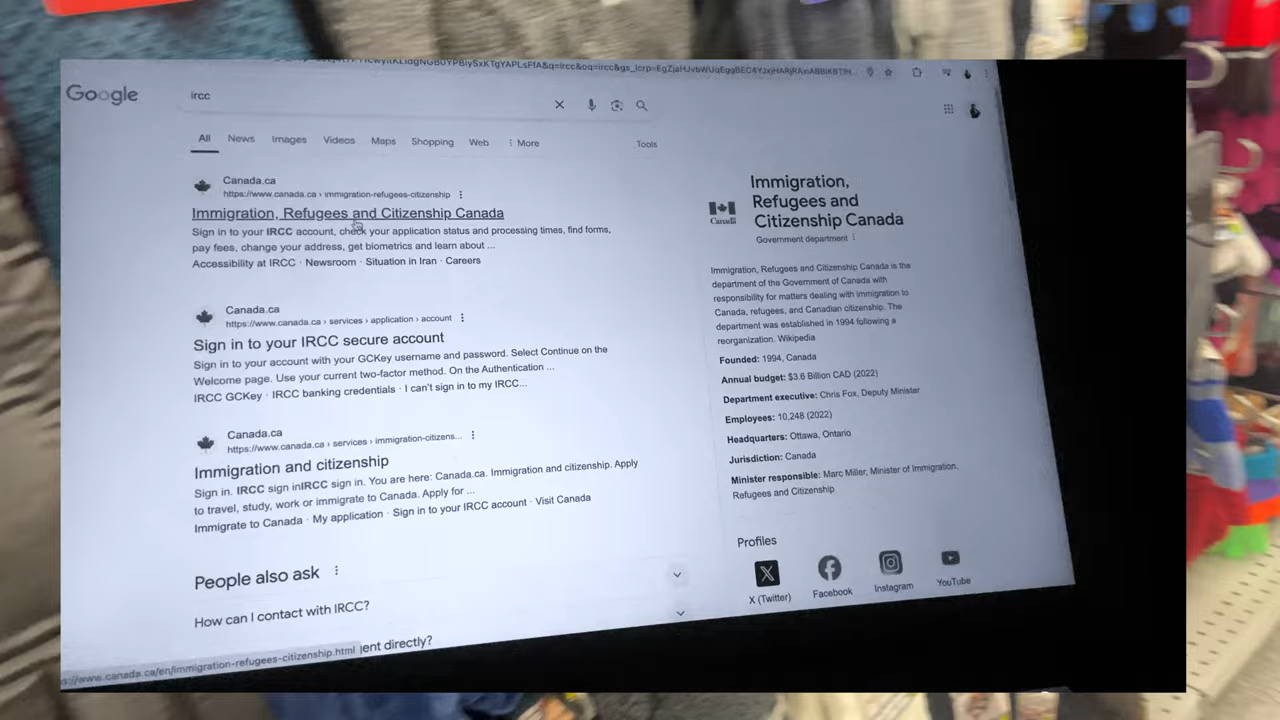 Google
ircc
All News Images Videos Maps Shopping Web More Tools
Canada.ca
https://www.canada.ca › immigration-refugees-citizenship
Immigration, Refugees and Citizenship Canada
Sign in to your IRCC account, check your application status and processing times, find forms,
pay fees, change your address, get biometrics and learn about ...
Accessibility at IRCC · Newsroom · Situation in Iran · Careers
Canada.ca
https://www.canada.ca › services › application › account
Sign in to your IRCC secure account
Sign in to your account with your GCKey username and password. Select Continue on the
Welcome page. Use your current two-factor method. On the Authentication ...
IRCC GCKey · IRCC banking credentials · I can't sign in to my IRCC...
Canada.ca
https://www.canada.ca › services › immigration-citizens...
Immigration and citizenship
Sign in. IRCC sign inIRCC sign in. You are here: Canada.ca. Immigration and citizenship. Apply
to travel, study, work or immigrate to Canada. Apply for ...
Immigrate to Canada · My application · Sign in to your IRCC account · Visit Canada
People also ask
How can I contact with IRCC?
ent directly?
s://www.canada.ca/en/immigration-refugees-citizenship.html
Immigration,
Refugees and
Citizenship Canada
Canada
Government department
Immigration, Refugees and Citizenship Canada is the
department of the Government of Canada with
responsibility for matters dealing with immigration to
Canada, refugees, and Canadian citizenship. The
department was established in 1994 following a
reorganization. Wikipedia
Founded: 1994, Canada
Annual budget: $3.6 Billion CAD (2022)
Department executive: Chris Fox, Deputy Minister
Employees: 10,248 (2022)
Headquarters: Ottawa, Ontario
Jurisdiction: Canada
Minister responsible: Marc Miller, Minister of Immigration,
Refugees and Citizenship
Profiles
X (Twitter) Facebook Instagram YouTube